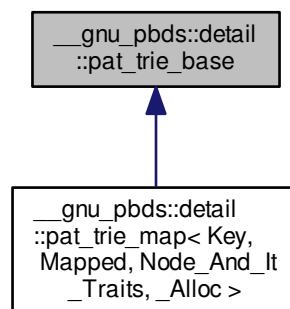 __gnu_pbds::detail
::pat_trie_base
__gnu_pbds::detail
::pat_trie_map< Key,
Mapped, Node_And_It
_Traits, _Alloc >